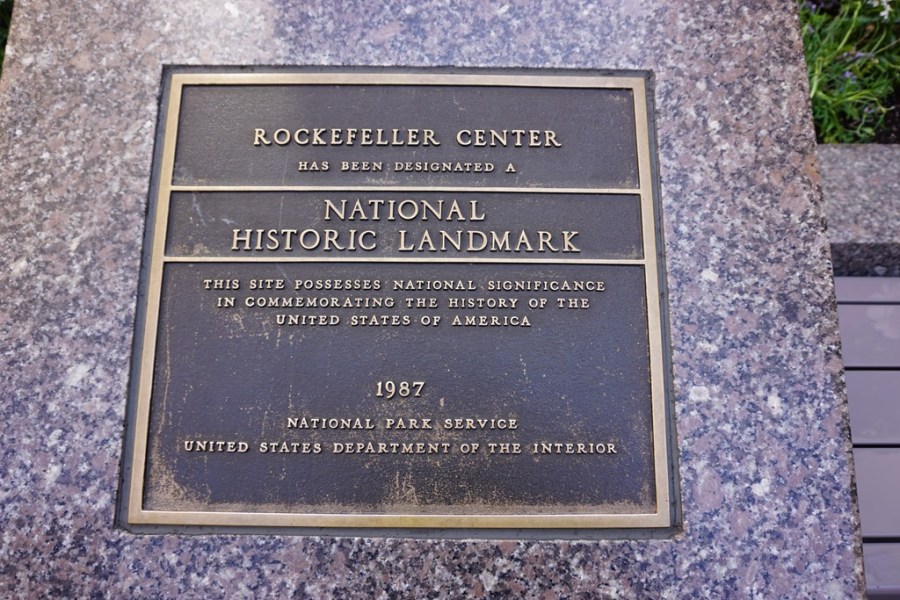 ROCKEFELLER CENTER
HAS BEEN DESIGNATED A
NATIONAL
HISTORIC LANDMARK
THIS SITE POSSESSES NATIONAL SIGNIFICANCE
IN COMMEMORATING THE HISTORY OF THE
UNITED STATES OF AMERICA
1987
NATIONAL PARK SERVICE
UNITED STATES DEPARTMENT OF THE INTERIOR